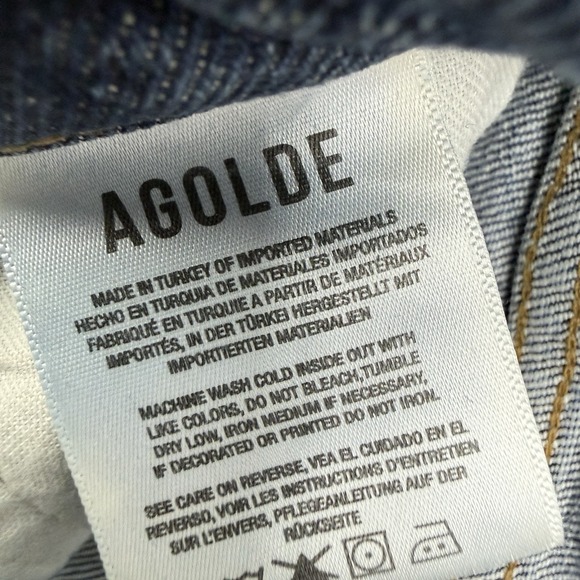 AGOLDE
MADE IN TURKEY OF IMPORTED MATERIALS
HECHO EN TURQUIA DE MATERIALES IMPORTADOS
FABRIQUÉ EN TURQUIE A PARTIR DE MATÉRIAUX
IMPORTÉS, IN DER TÜRKEI HERGESTELLT MIT
IMPORTIERTEN MATERIALIEN
MACHINE WASH COLD INSIDE OUT WITH
LIKE COLORS, DO NOT BLEACH,TUMBLE
DRY LOW, IRON MEDIUM IF NECESSARY,
IF DECORATED OR PRINTED DO NOT IRON.
SEE CARE ON REVERSE, VEA EL CUIDADO EN EL
REVERSO, VOIR LES INSTRUCTIONS D'ENTRETIEN
SUR L'ENVERS, PFLEGEANLEITUNG AUF DER
RÜCKSEITE